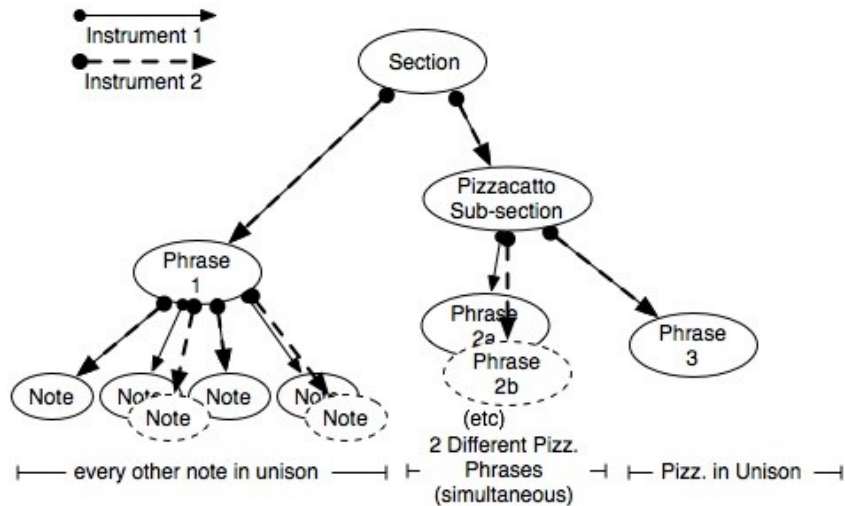 Instrument 1
Instrument 2
Section
Pizzacatto
Sub-section
Phrase
1
Phrase
2a
Phrase
2b
Phrase
3
Note
Note
Note
Note
Note
Note
(etc)
every other note in unison
2 Different Pizz.
Phrases
(simultaneous)
Pizz. in Unison